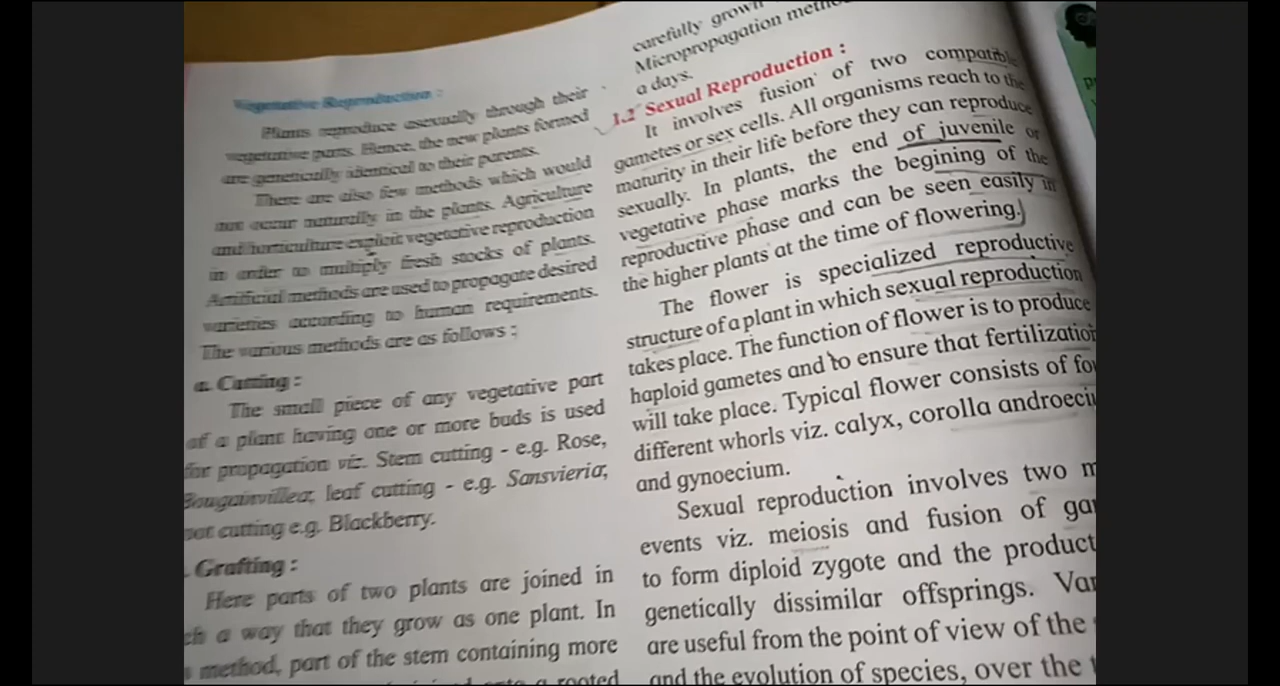 Vegetative Reproduction :
Plants reproduce asexually through their
vegetative parts. Hence, the new plants formed
are genetically identical to their parents.
There are also few methods which would
not occur naturally in the plants. Agriculture
and horticulture exploit vegetative reproduction
in order to multiply fresh stocks of plants.
Artificial methods are used to propagate desired
varieties according to human requirements.
The various methods are as follows :
a. Cutting :
The small piece of any vegetative part
of a plant having one or more buds is used
for propagation viz. Stem cutting - e.g. Rose,
Bougainvillea, leaf cutting - e.g. Sansvieria,
cutting e.g. Blackberry.
Grafting :
Here parts of two plants are joined in
a way that they grow as one plant. In
method, part of the stem containing more
a rooted
carefully grown
Micropropagation
a days.
1.2 Sexual Reproduction :
It involves fusion of two compatible
gametes or sex cells. All organisms reach to the
maturity in their life before they can reproduce
sexually. In plants, the end of juvenile or
vegetative phase marks the begining of the
reproductive phase and can be seen easily in
the higher plants at the time of flowering.
The flower is specialized reproductive
structure of a plant in which sexual reproduction
takes place. The function of flower is to produce
haploid gametes and to ensure that fertilization
will take place. Typical flower consists of
different whorls viz. calyx, corolla
and gynoecium.
Sexual reproduction involves two
events viz. meiosis and fusion of
to form diploid zygote and the
genetically dissimilar offsprings.
are useful from the point of view of the
and the evolution of species, over the